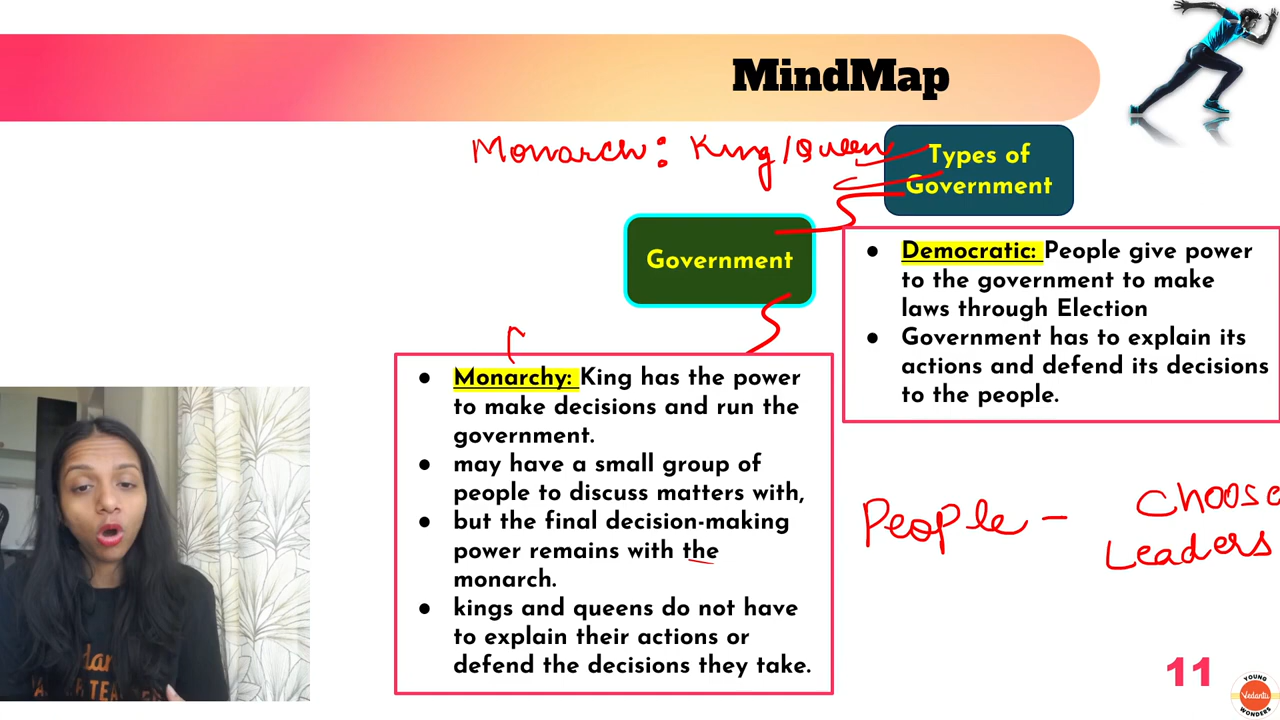 MindMap
Monarch: King/Queen
Types of
Government
Government
● Democratic: People give power
to the government to make
laws through Election
● Government has to explain its
actions and defend its decisions
to the people.
● Monarchy: King has the power
to make decisions and run the
government.
● may have a small group of
people to discuss matters with,
● but the final decision-making
power remains with the
monarch.
● kings and queens do not have
to explain their actions or
defend the decisions they take.
People - Choose
Leaders
11
YOUNG
Vedantu
WONDERS